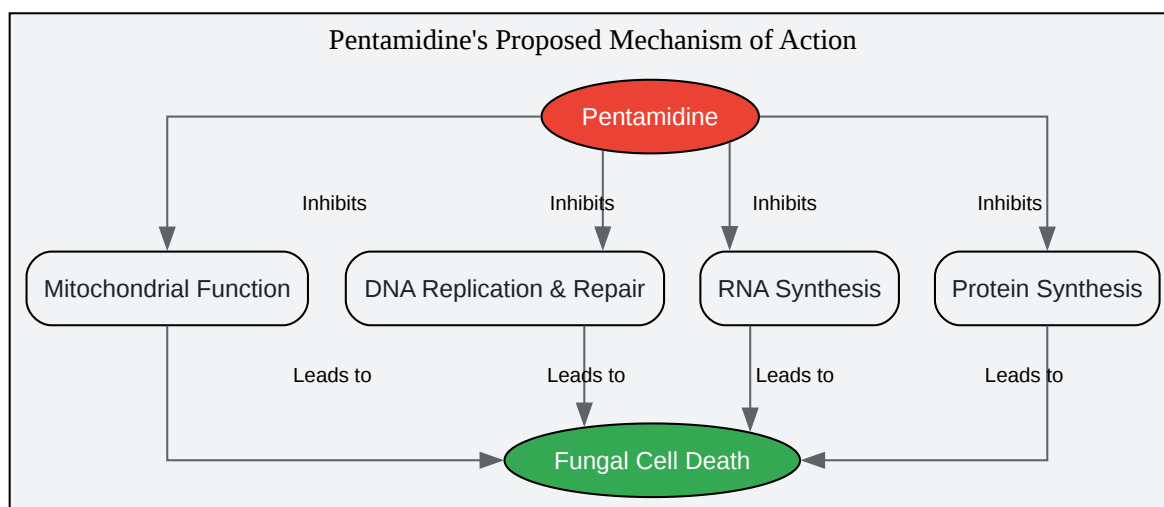 Pentamidine's Proposed Mechanism of Action
Pentamidine
Inhibits Inhibits Inhibits Inhibits
Mitochondrial Function DNA Replication & Repair RNA Synthesis Protein Synthesis
Leads to Leads to Leads to Leads to
Fungal Cell Death